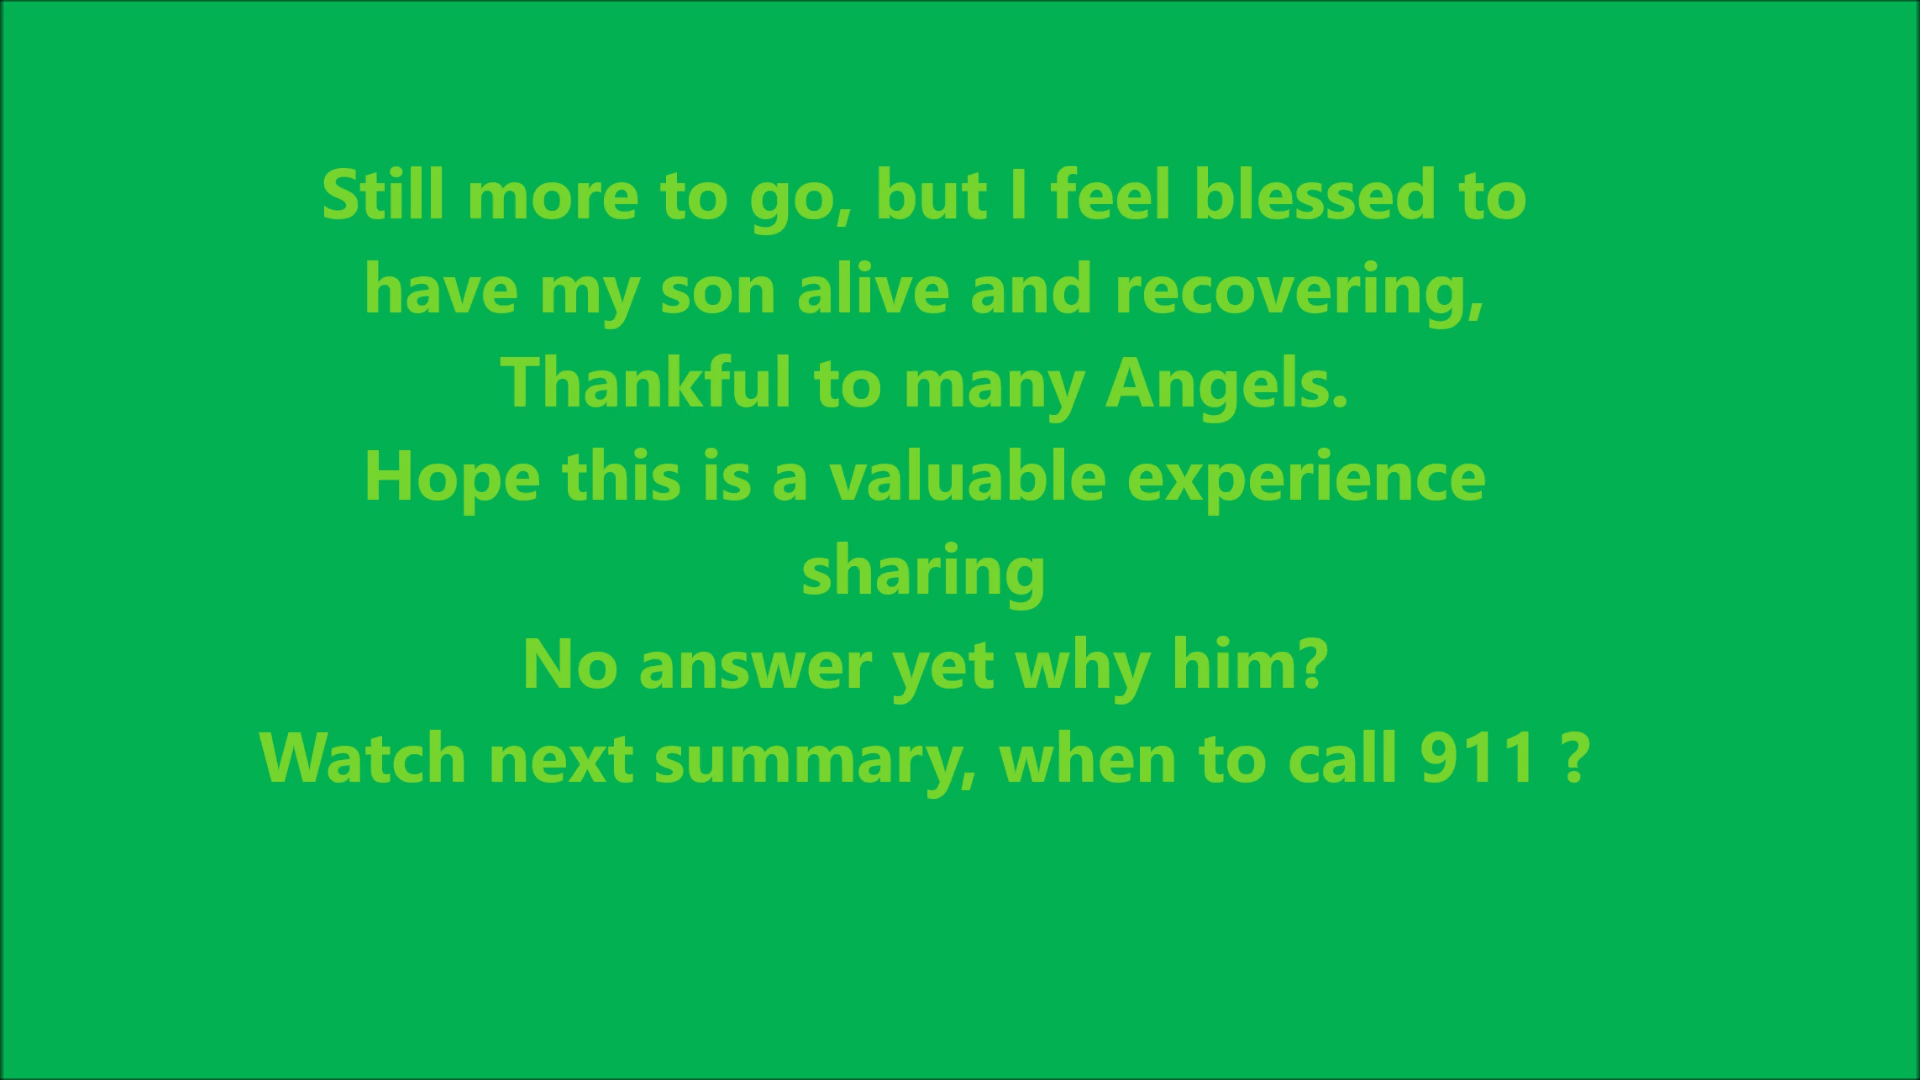 Still more to go, but I feel blessed to
have my son alive and recovering,
Thankful to many Angels.
Hope this is a valuable experience
sharing
No answer yet why him?
Watch next summary, when to call 911 ?